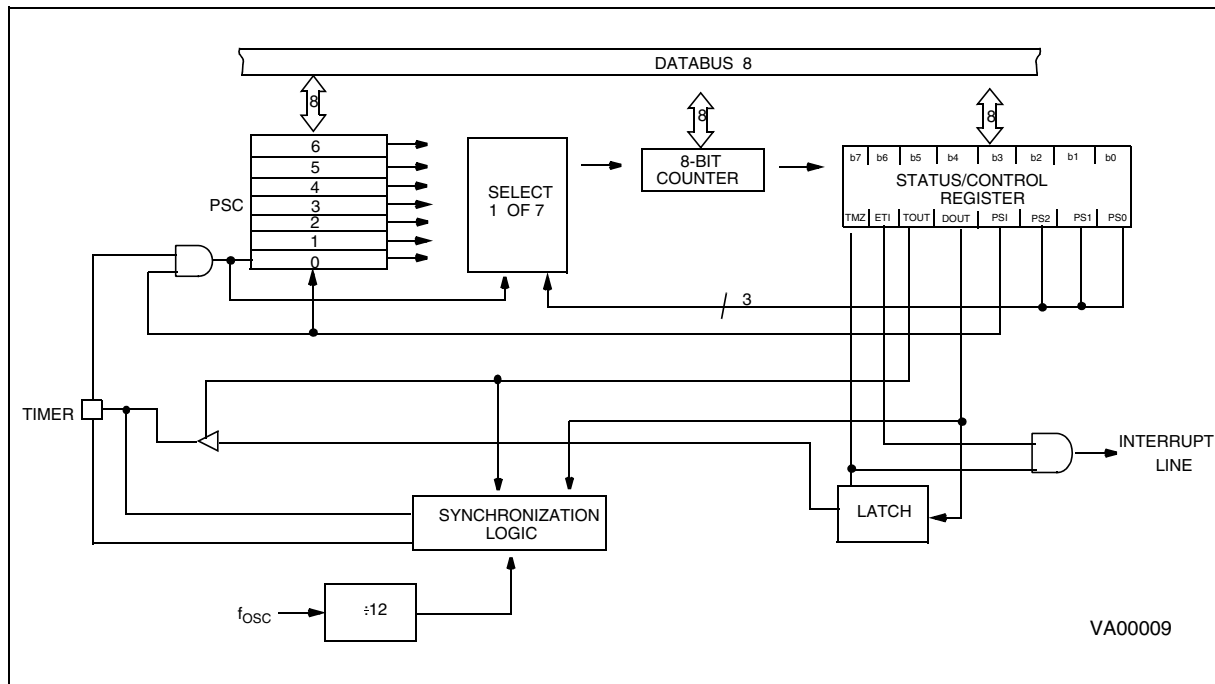 DATABUS 8
8
8
8
6
5
4
3
2
1
0
PSC
SELECT
1 OF 7
8-BIT
COUNTER
b7 b6 b5 b4 b3 b2 b1 b0
STATUS/CONTROL
REGISTER
TMZ ETI TOUT DOUT PSI PS2 PS1 PS0
3
TIMER
INTERRUPT
LINE
SYNCHRONIZATION
LOGIC
LATCH
fOSC
÷12
VA00009